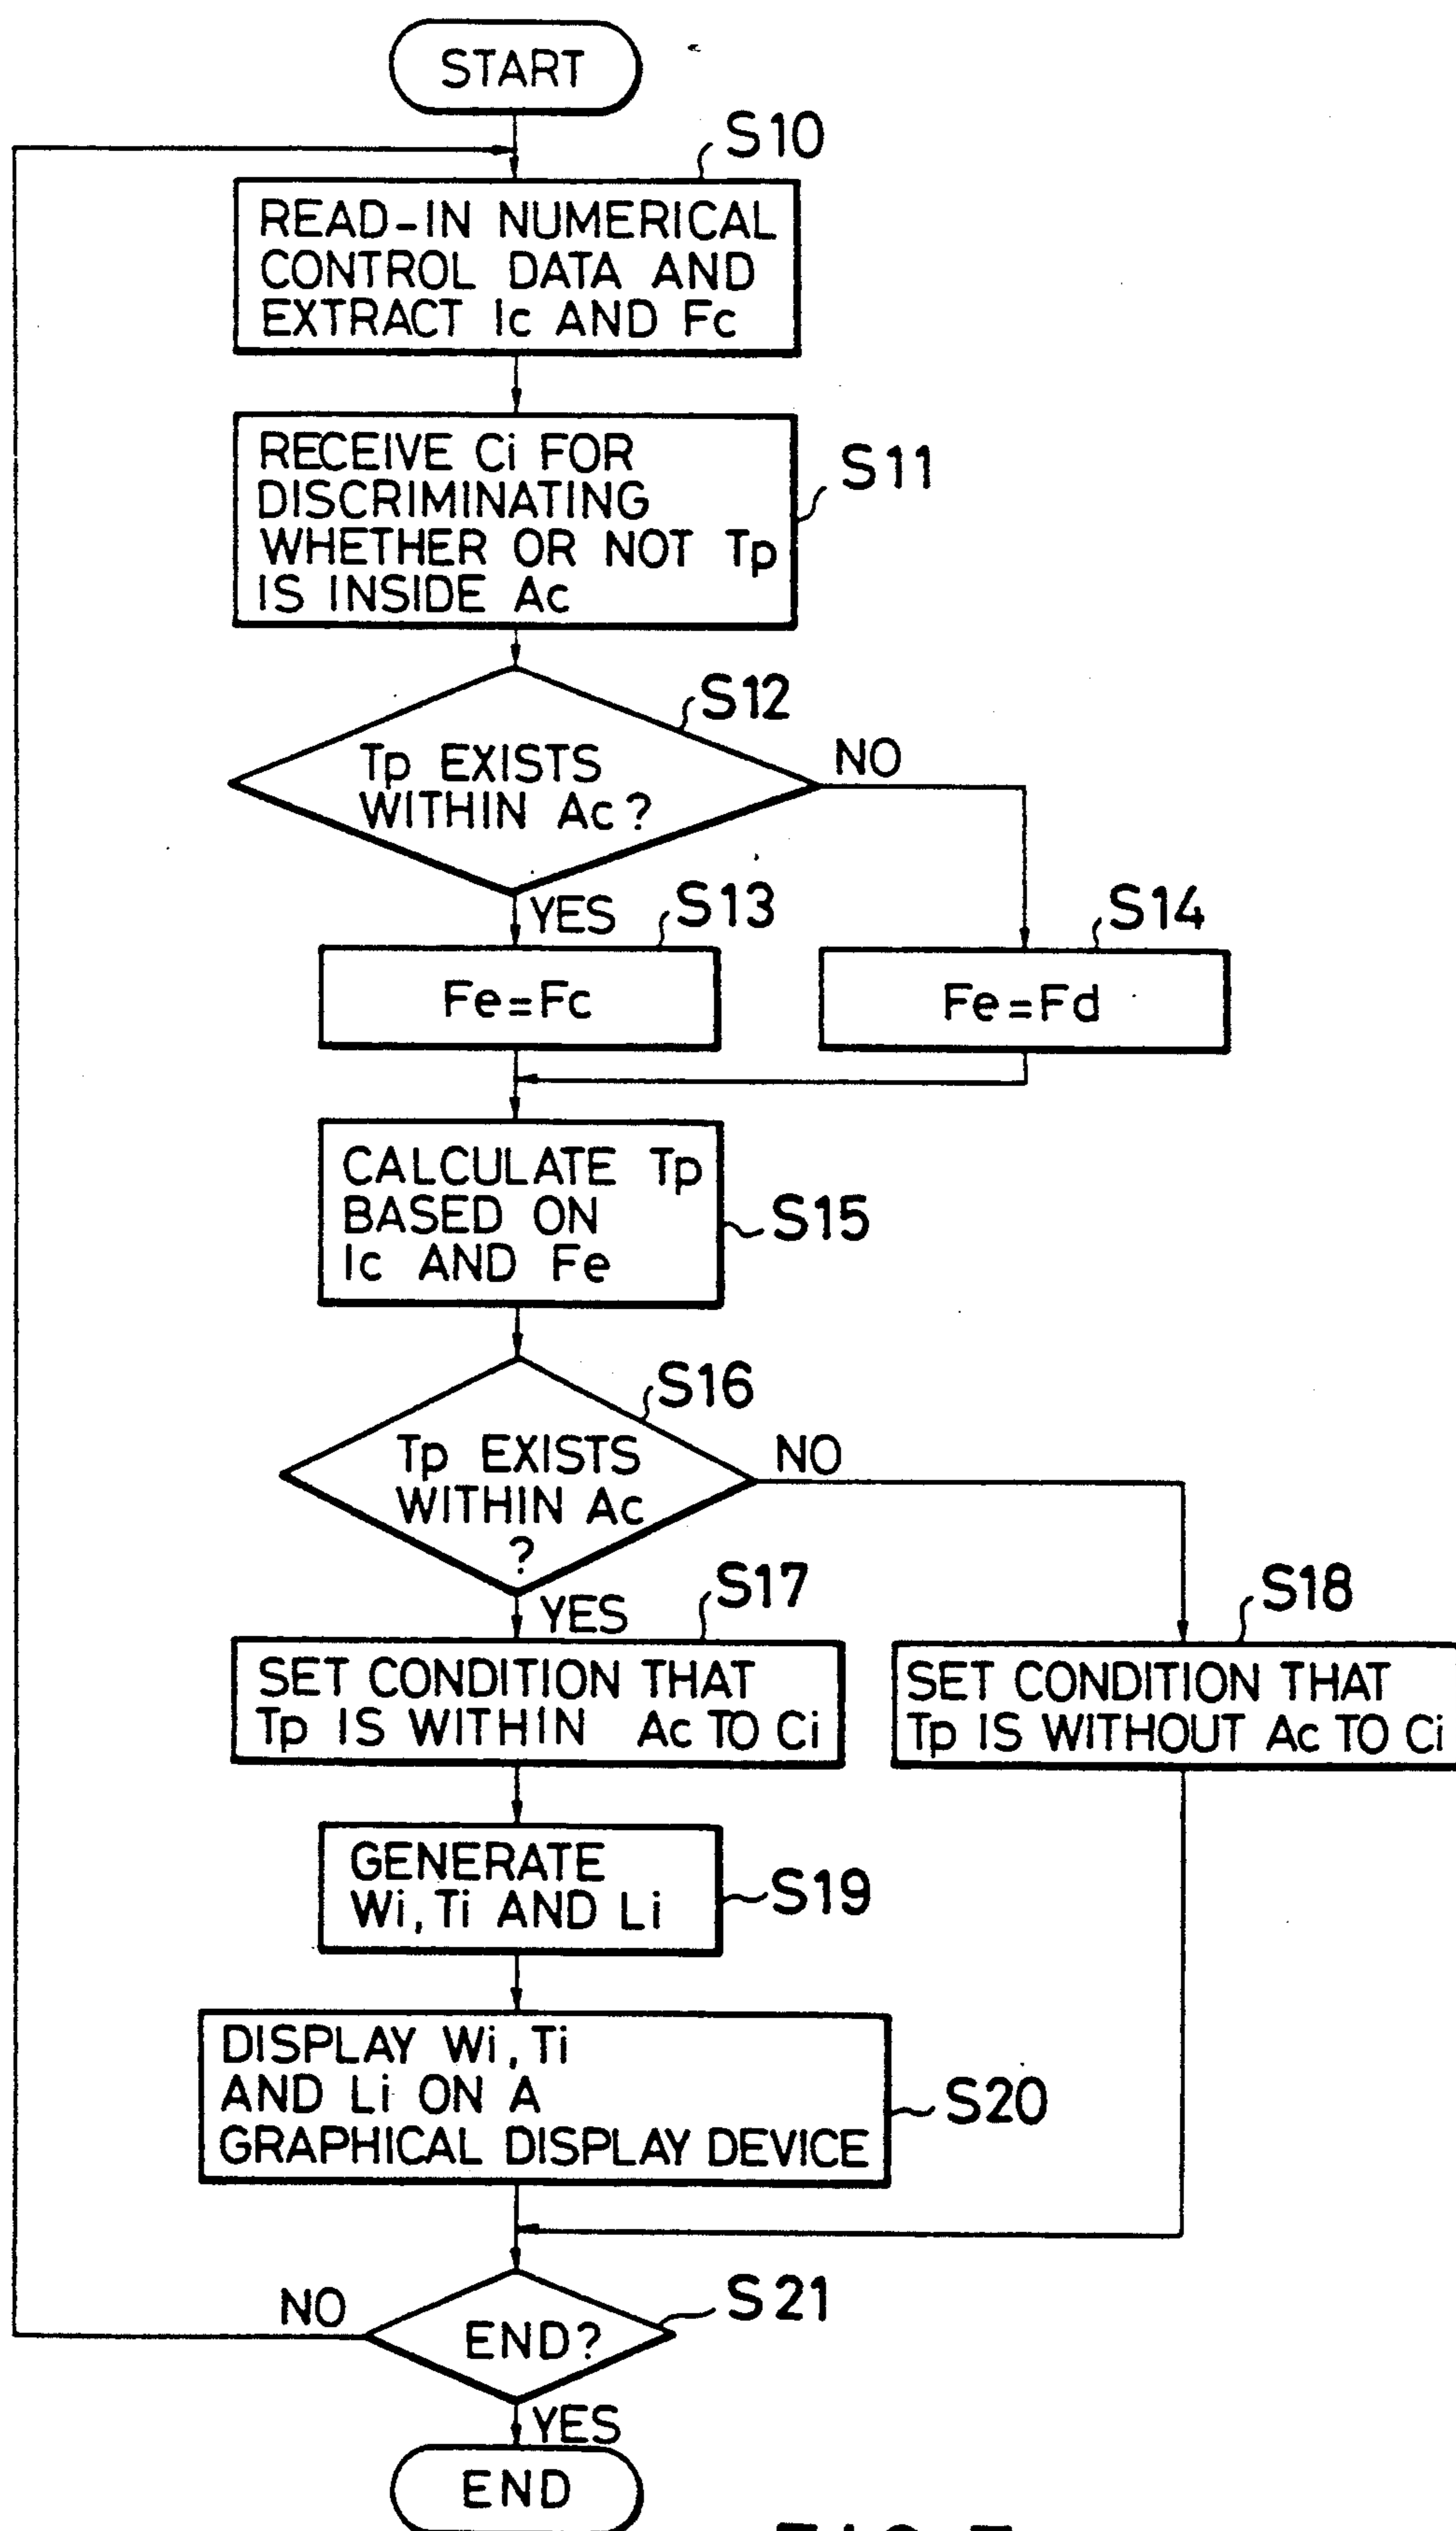 START
S10
READ-IN NUMERICAL
CONTROL DATA AND
EXTRACT Ic AND Fc
S11
RECEIVE Ci FOR
DISCRIMINATING
WHETHER OR NOT Tp
IS INSIDE Ac
S12
Tp EXISTS
WITHIN Ac?
NO
YES
S13
Fe=Fc
S14
Fe=Fd
CALCULATE Tp
BASED ON
Ic AND Fe
S15
S16
Tp EXISTS
WITHIN Ac
?
NO
YES
S17
SET CONDITION THAT
Tp IS WITHIN Ac TO Ci
S18
SET CONDITION THAT
Tp IS WITHOUT Ac TO Ci
GENERATE
Wi, Ti AND Li
S19
DISPLAY Wi, Ti
AND Li ON A
GRAPHICAL DISPLAY DEVICE
S20
S21
NO
END?
YES
END